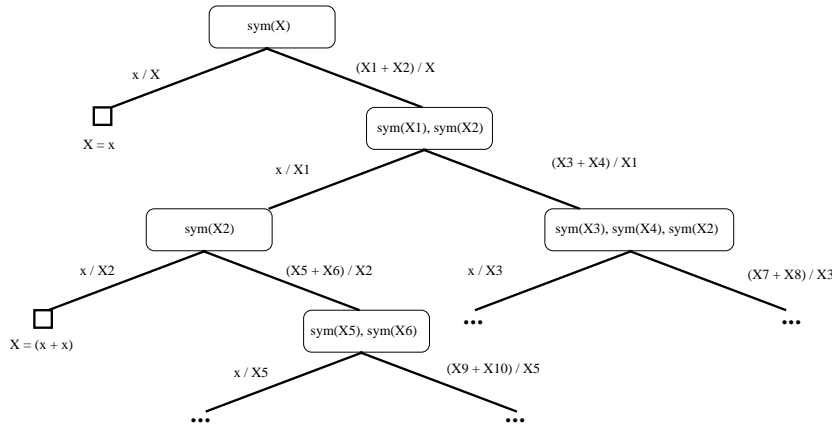 sym(X)
x / X
(X1 + X2) / X
X = x
sym(X1), sym(X2)
x / X1
(X3 + X4) / X1
sym(X2)
sym(X3), sym(X4), sym(X2)
x / X2
(X5 + X6) / X2
x / X3
(X7 + X8) / X3
X = (x + x)
sym(X5), sym(X6)
...
...
x / X5
(X9 + X10) / X5
...
...